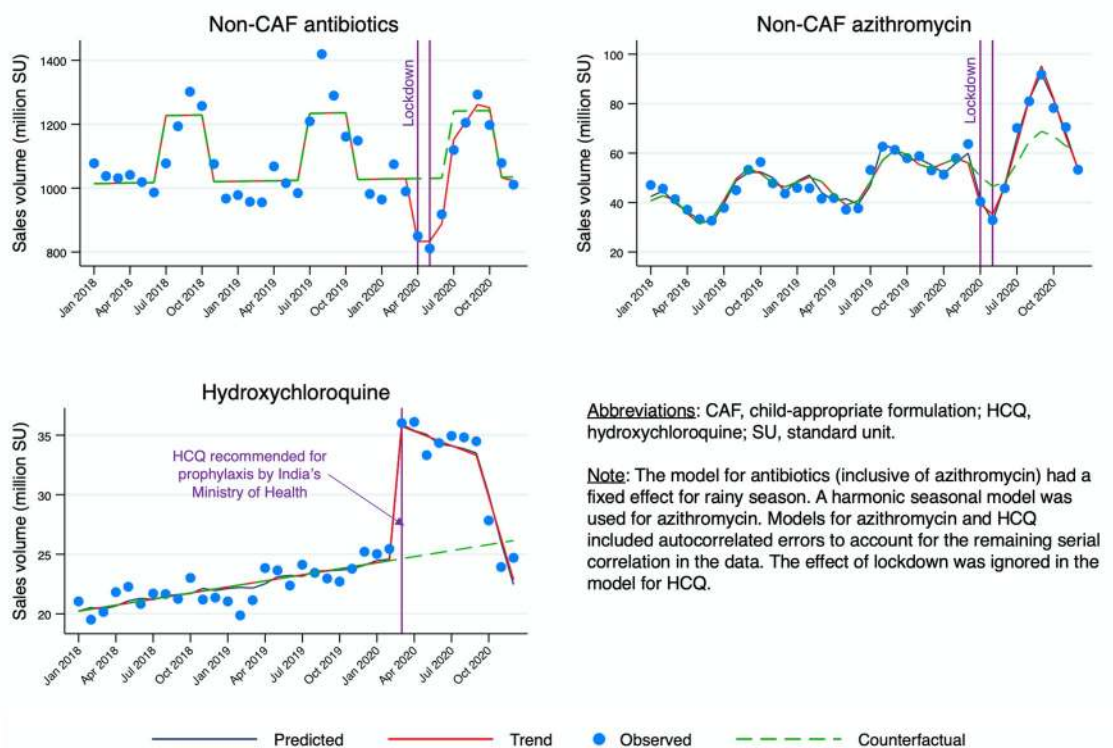 Non-CAF antibiotics
Sales volume (million SU)
1400
1200
1000
800
Lockdown
Jan 2018
Apr 2018
Jul 2018
Oct 2018
Jan 2019
Apr 2019
Jul 2019
Oct 2019
Jan 2020
Apr 2020
Jul 2020
Oct 2020
Non-CAF azithromycin
Sales volume (million SU)
100
80
60
40
20
Lockdown
Jan 2018
Apr 2018
Jul 2018
Oct 2018
Jan 2019
Apr 2019
Jul 2019
Oct 2019
Jan 2020
Apr 2020
Jul 2020
Oct 2020
Hydroxychloroquine
Sales volume (million SU)
35
30
25
20
HCQ recommended for
prophylaxis by India's
Ministry of Health
Jan 2018
Apr 2018
Jul 2018
Oct 2018
Jan 2019
Apr 2019
Jul 2019
Oct 2019
Jan 2020
Apr 2020
Jul 2020
Oct 2020
Abbreviations: CAF, child-appropriate formulation; HCQ,
hydroxychloroquine; SU, standard unit.
Note: The model for antibiotics (inclusive of azithromycin) had a
fixed effect for rainy season. A harmonic seasonal model was
used for azithromycin. Models for azithromycin and HCQ
included autocorrelated errors to account for the remaining serial
correlation in the data. The effect of lockdown was ignored in the
model for HCQ.
Predicted
Trend
Observed
Counterfactual